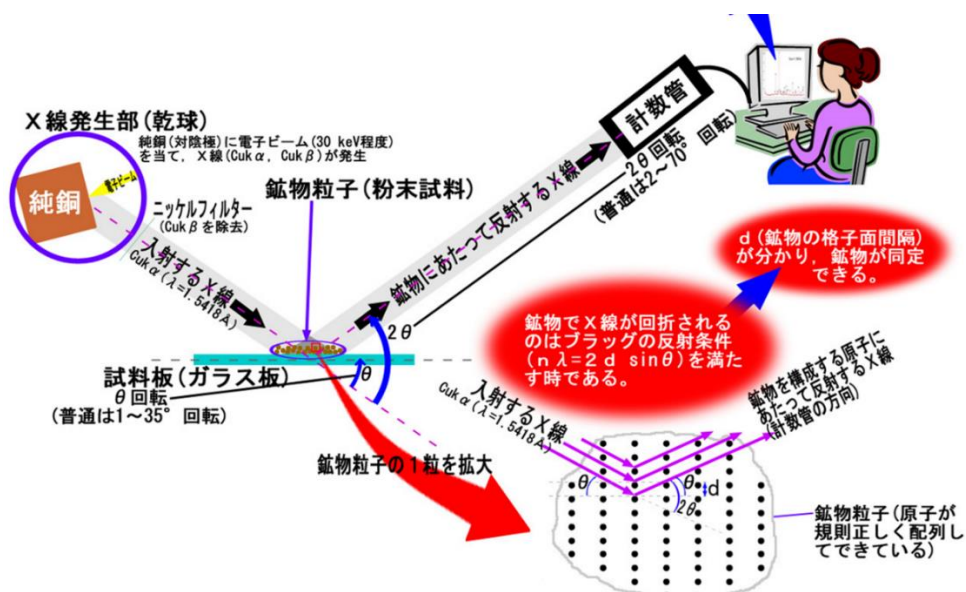 X線発生部(乾球)
純銅(対陰極)に電子ビーム(30 keV程度)
を当て,X線(Cukα, Cukβ)が発生
電子ビーム
純銅
ニッケルフィルター
(Cukβを除去)
鉱物粒子(粉末試料)
入射するX線
Cukα(λ=1.5418A)
鉱物にあたって反射するX線
計数管
2θ回転
(普通は2〜70°回転)
2θ
θ
試料板(ガラス板)
θ回転
(普通は1〜35°回転)
d(鉱物の格子面間隔)
が分かり,鉱物が同定
できる。
鉱物でX線が回折される
のはブラッグの反射条件
(nλ=2d sinθ)を満た
す時である。
鉱物粒子の1粒を拡大
入射するX線
Cukα(λ=1.5418A)
鉱物を構成する原子に
あたって反射するX線
(計数管の方向)
θ
θ
d
2θ
鉱物粒子(原子が
規則正しく配列し
てできている)